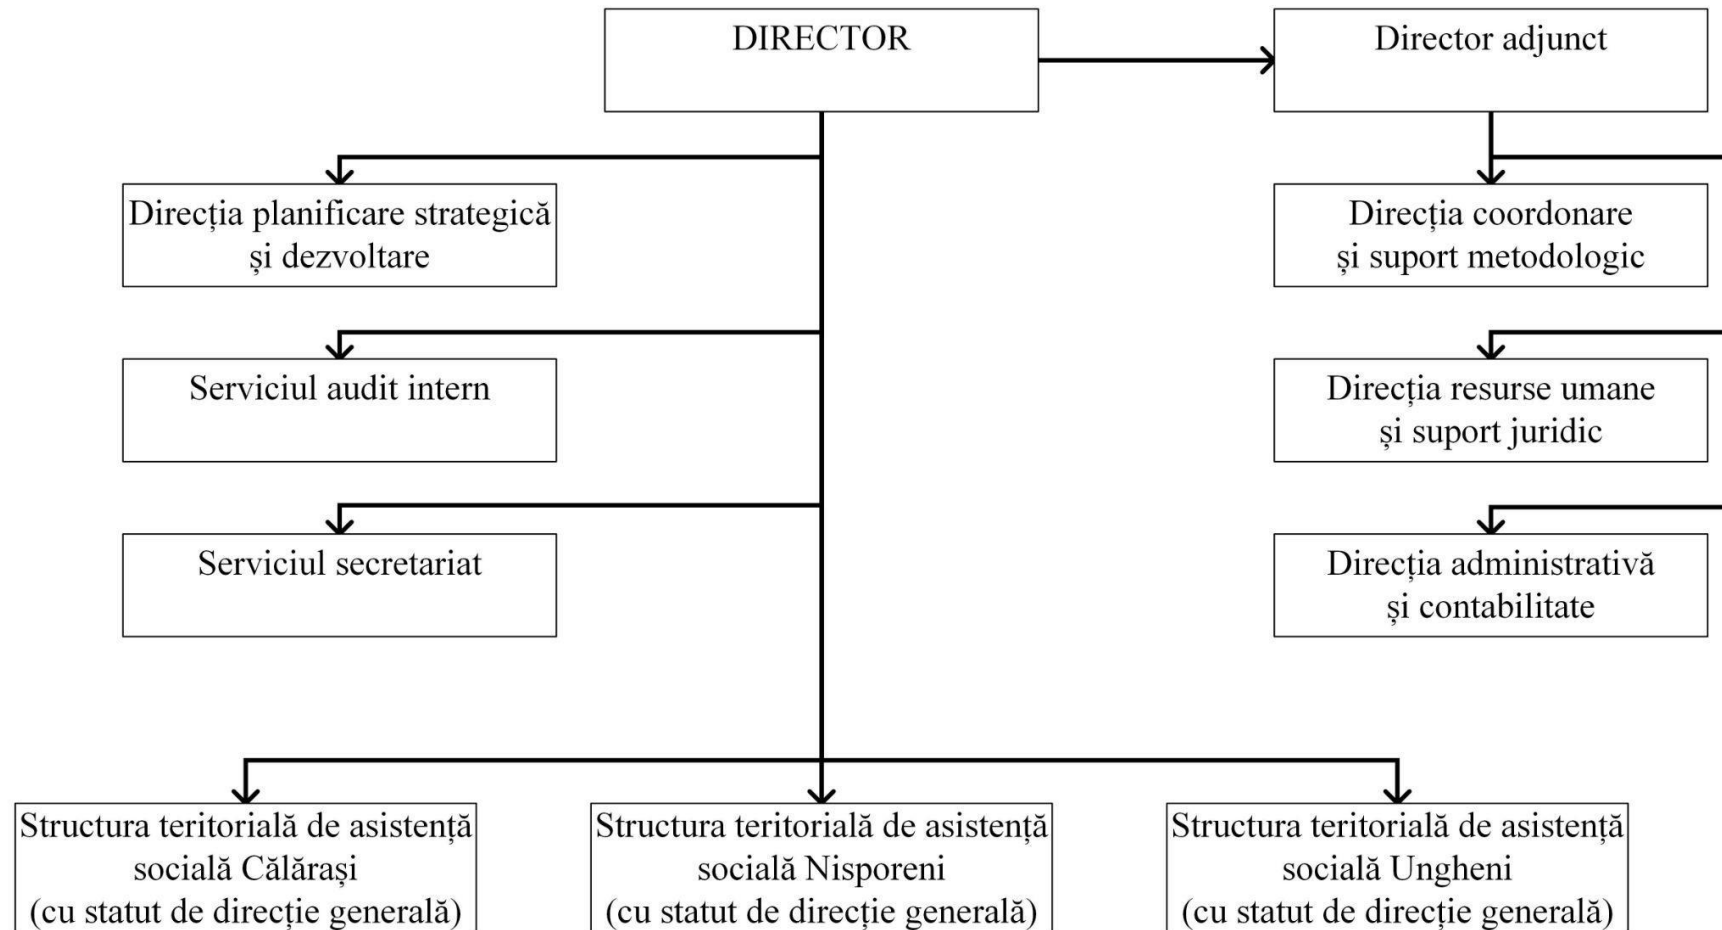 DIRECTOR
Director adjunct
Direcția planificare strategică
și dezvoltare
Direcția coordonare
și suport metodologic
Serviciul audit intern
Direcția resurse umane
și suport juridic
Serviciul secretariat
Direcția administrativă
și contabilitate
Structura teritorială de asistență
socială Călărași
(cu statut de direcție generală)
Structura teritorială de asistență
socială Nisporeni
(cu statut de direcție generală)
Structura teritorială de asistență
socială Ungheni
(cu statut de direcție generală)